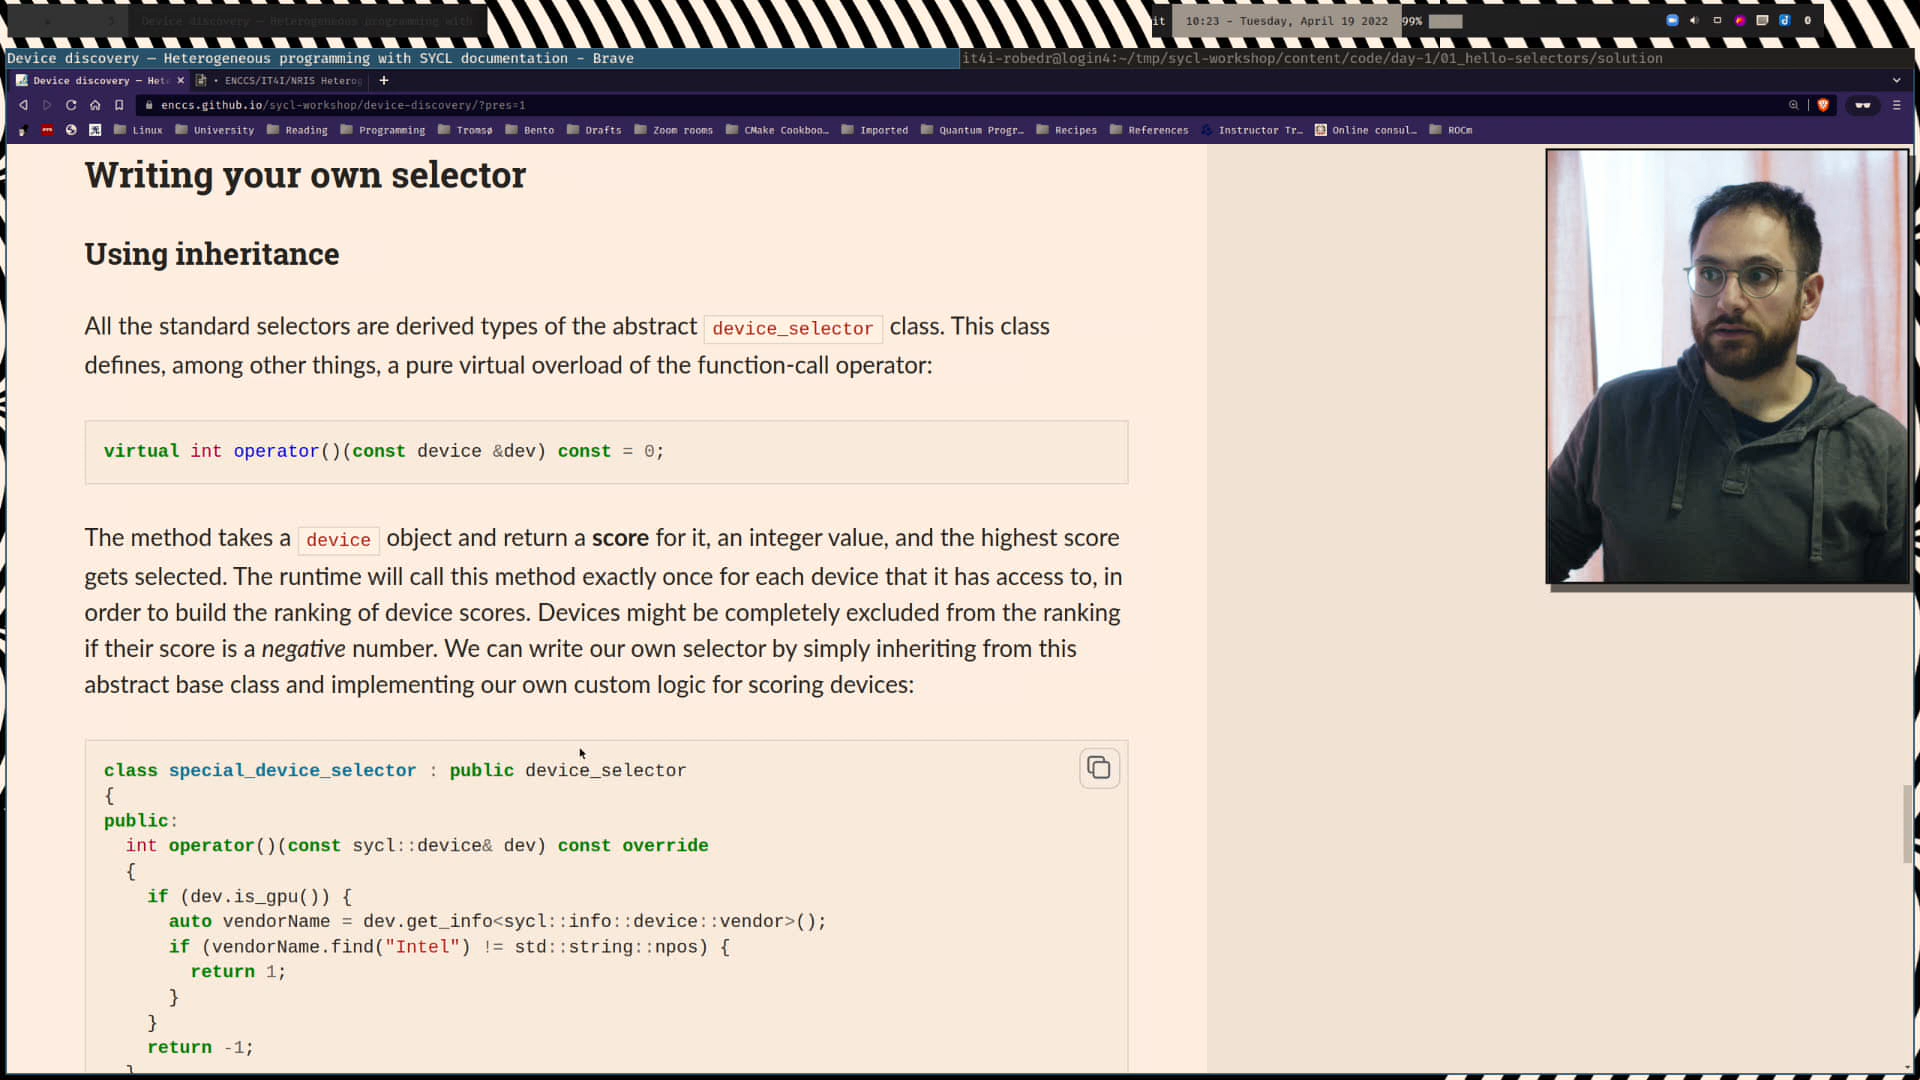 Device discovery — Heterogeneous programming with
it
10:23 - Tuesday, April 19 2022
99%
Device discovery — Heterogeneous programming with SYCL documentation - Brave
it4i-robedr@login4:~/tmp/sycl-workshop/content/code/day-1/01_hello-selectors/solution
Device discovery — Het
ENCCS/IT4I/NRIS Heterog
enccs.github.io/sycl-workshop/device-discovery/?pres=1
Linux
University
Reading
Programming
Tromsø
Bento
Drafts
Zoom rooms
CMake Cookboo…
Imported
Quantum Progr…
Recipes
References
Instructor Tr…
Online consul…
ROCm
Writing your own selector
Using inheritance
All the standard selectors are derived types of the abstract device_selector class. This class
defines, among other things, a pure virtual overload of the function-call operator:
virtual int operator()(const device &dev) const = 0;
The method takes a device object and return a score for it, an integer value, and the highest score
gets selected. The runtime will call this method exactly once for each device that it has access to, in
order to build the ranking of device scores. Devices might be completely excluded from the ranking
if their score is a negative number. We can write our own selector by simply inheriting from this
abstract base class and implementing our own custom logic for scoring devices:
class special_device_selector : public device_selector
{
public:
int operator()(const sycl::device& dev) const override
{
if (dev.is_gpu()) {
auto vendorName = dev.get_info<sycl::info::device::vendor>();
if (vendorName.find("Intel") != std::string::npos) {
return 1;
}
}
return -1;
}